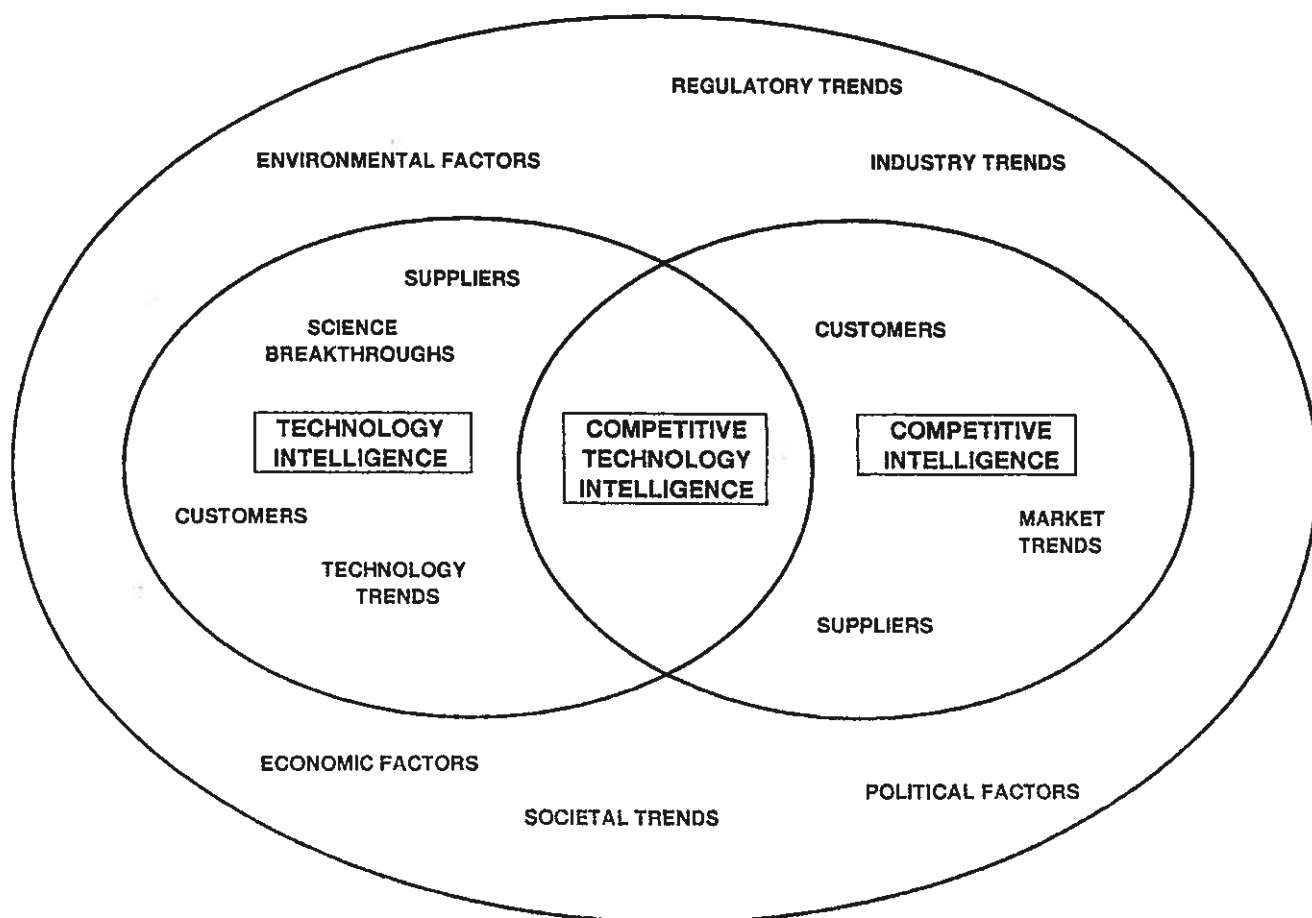 REGULATORY TRENDS
ENVIRONMENTAL FACTORS
INDUSTRY TRENDS
SUPPLIERS
SCIENCE
BREAKTHROUGHS
CUSTOMERS
TECHNOLOGY
INTELLIGENCE
COMPETITIVE
TECHNOLOGY
INTELLIGENCE
COMPETITIVE
INTELLIGENCE
CUSTOMERS
MARKET
TRENDS
TECHNOLOGY
TRENDS
SUPPLIERS
ECONOMIC FACTORS
POLITICAL FACTORS
SOCIETAL TRENDS